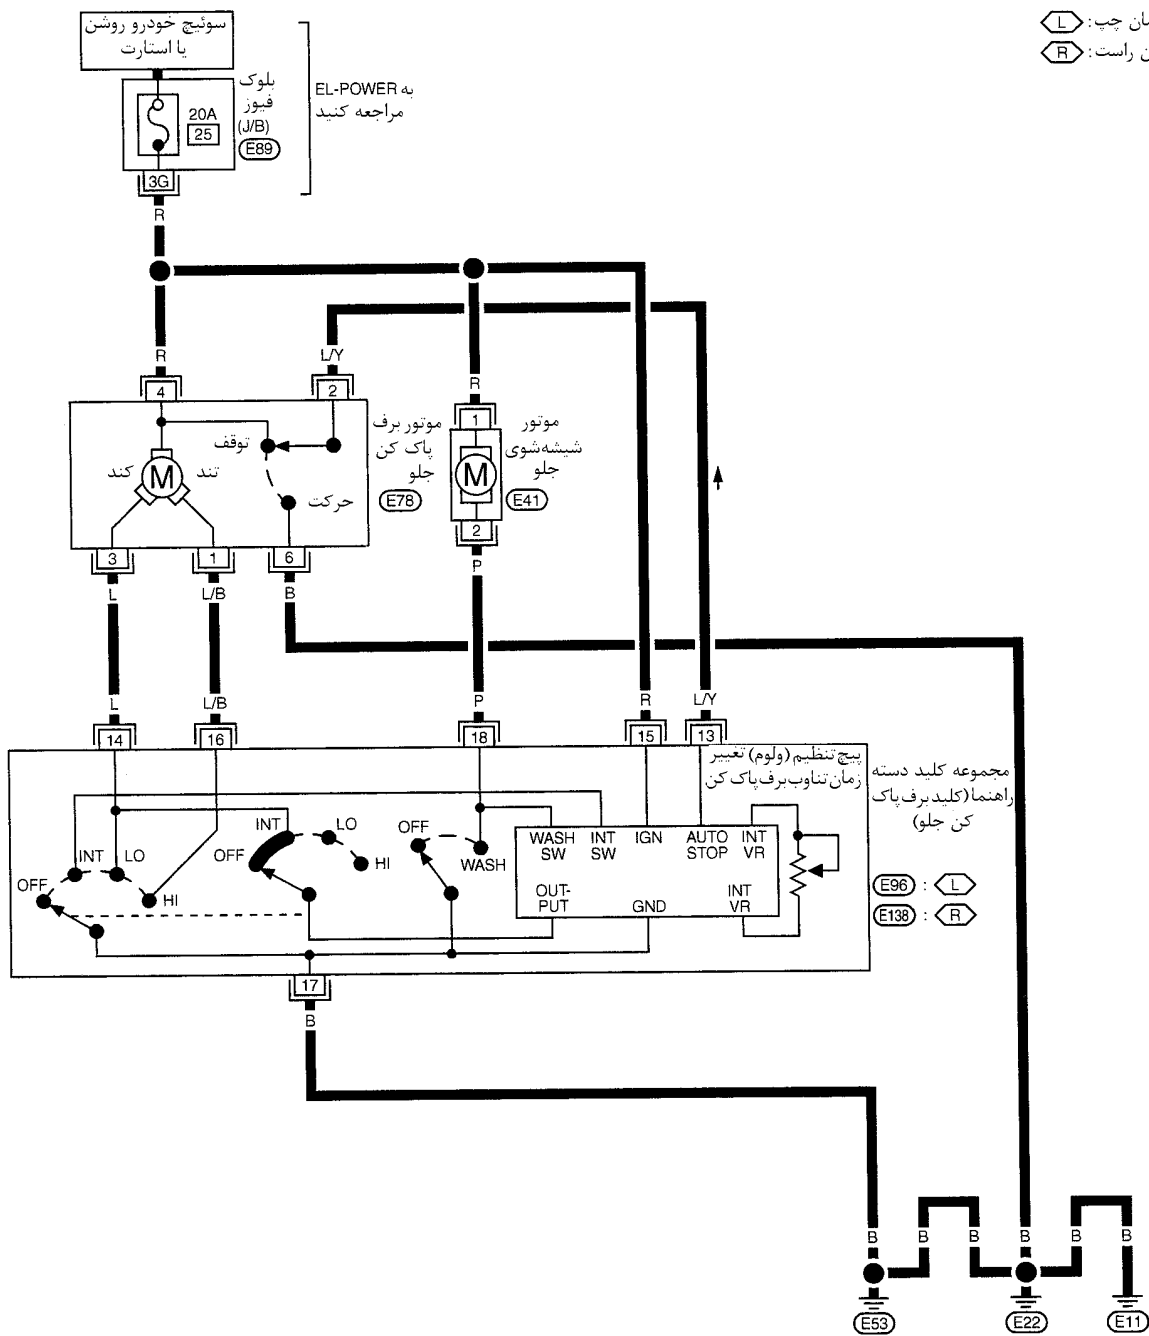 سوئیچ خودرو روشن
یا استارت
چپ: L
راست: R
بلوک
فیوز
(J/B)
E89
20A
25
به EL-POWER
مراجعه کنید
3G
R
R
L/Y
4
2
R
1
توقف
تند
کند
M
حرکت
موتور برف
پاک کن
جلو
E78
موتور
شیشه‌شوی
جلو
E41
M
2
3
1
6
L
L/B
B
P
L
L/B
P
R
L/Y
14
16
18
15
13
پیچ تنظیم (ولوم) تغییر
زمان تناوب برف پاک کن
مجموعه کلید دسته
راهنما (کلید برف پاک
کن جلو)
E96 : L
E138 : R
OFF
INT
LO
HI
OFF
INT
LO
HI
OFF
WASH
WASH SW
INT SW
IGN
AUTO STOP
INT VR
OUT-PUT
GND
INT VR
17
B
B
B
B
B
B
B
E53
E22
E11